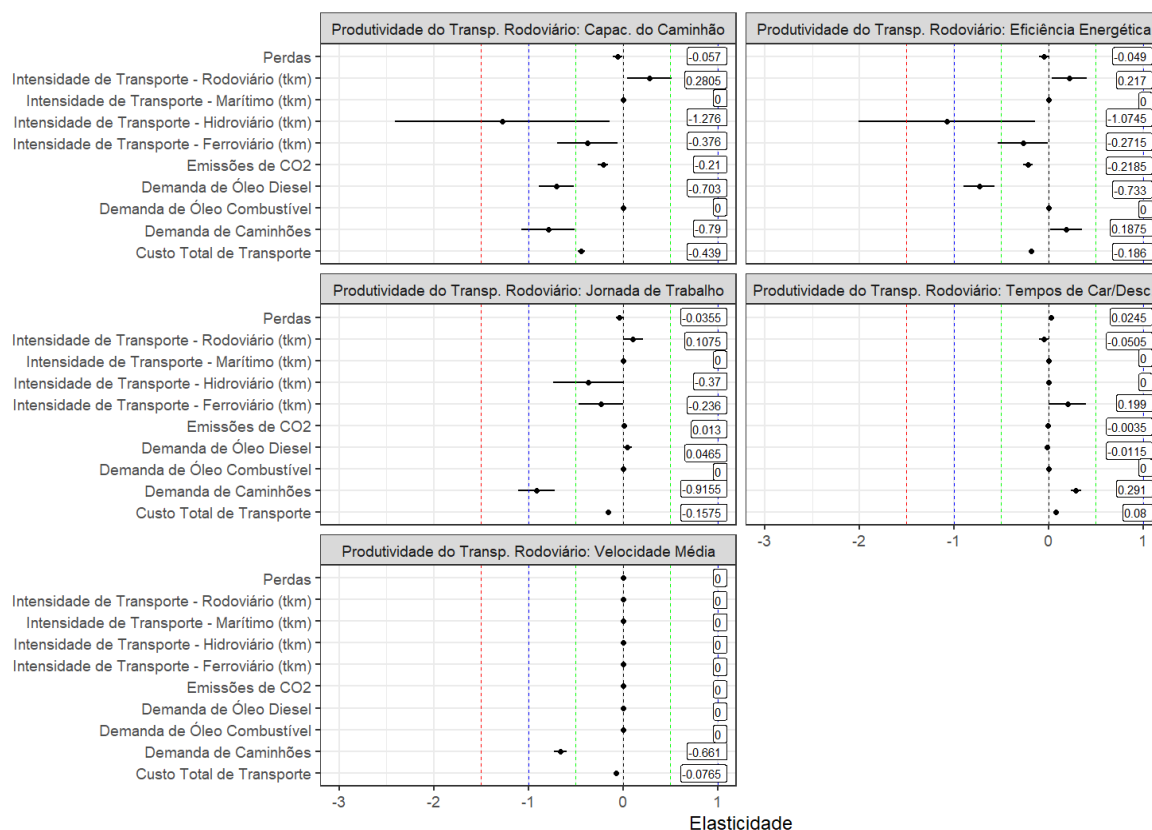 Produtividade do Transp. Rodoviário: Capac. do Caminhão
Perdas -0.057
Intensidade de Transporte - Rodoviário (tkm) 0.2805
Intensidade de Transporte - Marítimo (tkm) 0
Intensidade de Transporte - Hidroviário (tkm) -1.276
Intensidade de Transporte - Ferroviário (tkm) -0.376
Emissões de CO2 -0.21
Demanda de Óleo Diesel -0.703
Demanda de Óleo Combustível 0
Demanda de Caminhões -0.79
Custo Total de Transporte -0.439
Produtividade do Transp. Rodoviário: Eficiência Energética
-0.049
0.217
0
-1.0745
-0.2715
-0.2185
-0.733
0
0.1875
-0.186
Produtividade do Transp. Rodoviário: Jornada de Trabalho
Perdas -0.0355
Intensidade de Transporte - Rodoviário (tkm) 0.1075
Intensidade de Transporte - Marítimo (tkm) 0
Intensidade de Transporte - Hidroviário (tkm) -0.37
Intensidade de Transporte - Ferroviário (tkm) -0.236
Emissões de CO2 0.013
Demanda de Óleo Diesel 0.0465
Demanda de Óleo Combustível 0
Demanda de Caminhões -0.9155
Custo Total de Transporte -0.1575
Produtividade do Transp. Rodoviário: Tempos de Car/Desc
0.0245
-0.0505
0
0
0.199
-0.0035
-0.0115
0
0.291
0.08
-3 -2 -1 0 1
Produtividade do Transp. Rodoviário: Velocidade Média
Perdas 0
Intensidade de Transporte - Rodoviário (tkm) 0
Intensidade de Transporte - Marítimo (tkm) 0
Intensidade de Transporte - Hidroviário (tkm) 0
Intensidade de Transporte - Ferroviário (tkm) 0
Emissões de CO2 0
Demanda de Óleo Diesel 0
Demanda de Óleo Combustível 0
Demanda de Caminhões -0.661
Custo Total de Transporte -0.0765
-3 -2 -1 0 1
Elasticidade